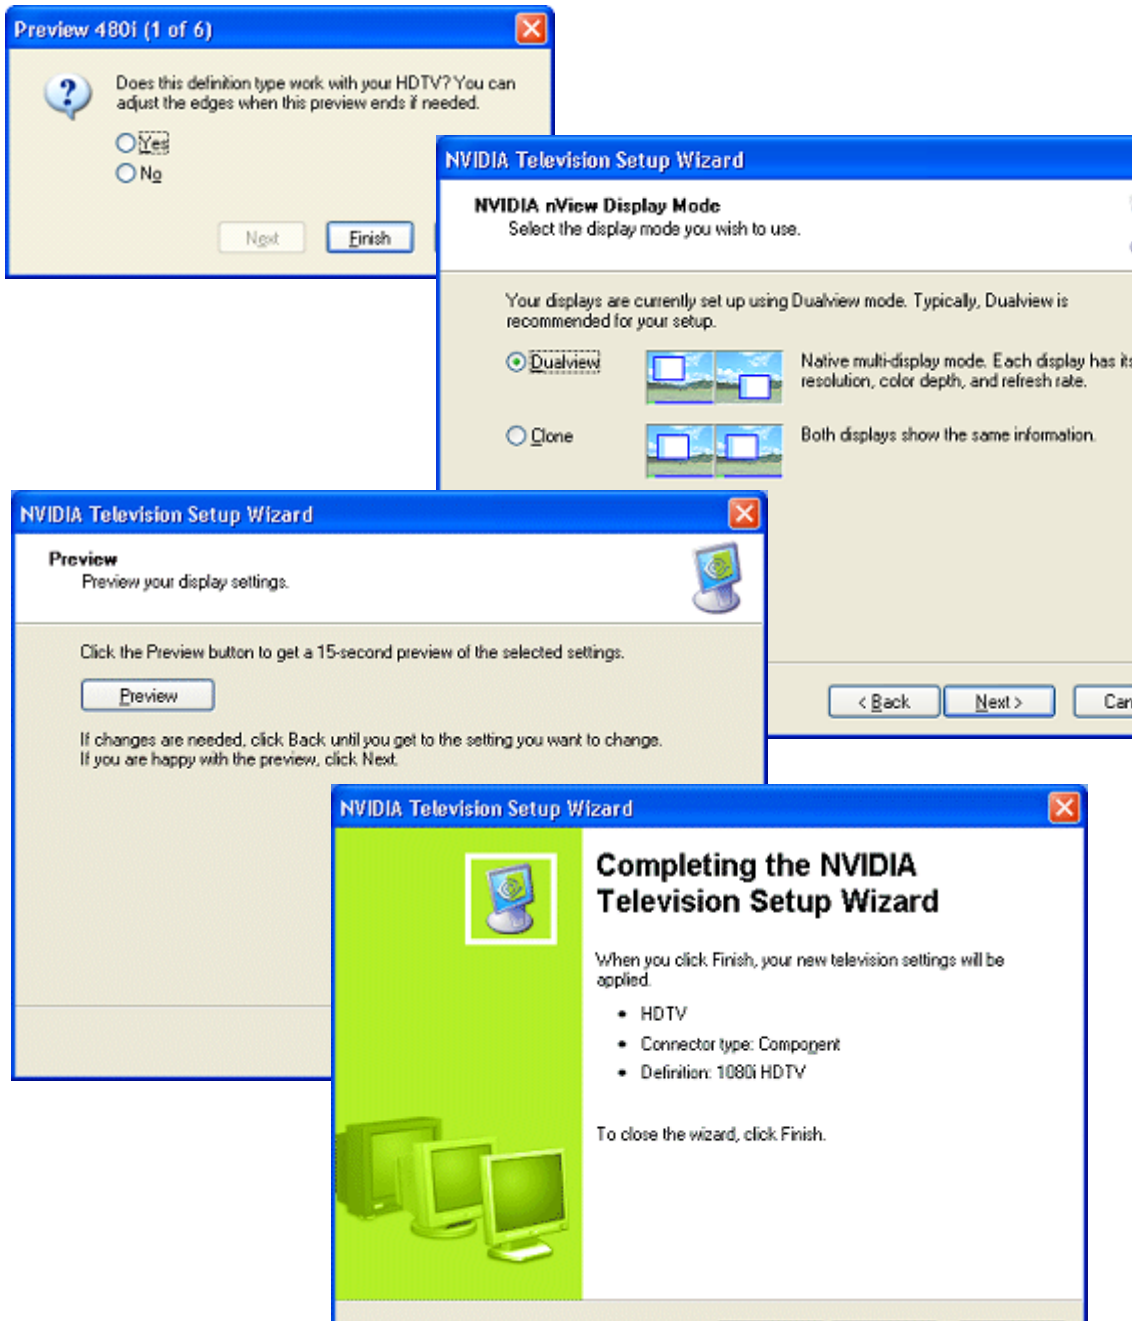 Preview 480i (1 of 6)
Does this definition type work with your HDTV? You can
adjust the edges when this preview ends if needed.
Yes
No
Next
Finish
NVIDIA Television Setup Wizard
NVIDIA nView Display Mode
Select the display mode you wish to use.
Your displays are currently set up using Dualview mode. Typically, Dualview is
recommended for your setup.
Dualview
Native multi-display mode. Each display has its
resolution, color depth, and refresh rate.
Clone
Both displays show the same information.
< Back
Next >
NVIDIA Television Setup Wizard
Preview
Preview your display settings.
Click the Preview button to get a 15-second preview of the selected settings.
Preview
If changes are needed, click Back until you get to the setting you want to change.
If you are happy with the preview, click Next.
NVIDIA Television Setup Wizard
Completing the NVIDIA
Television Setup Wizard
When you click Finish, your new television settings will be
applied.
• HDTV
• Connector type: Component
• Definition: 1080i HDTV
To close the wizard, click Finish.